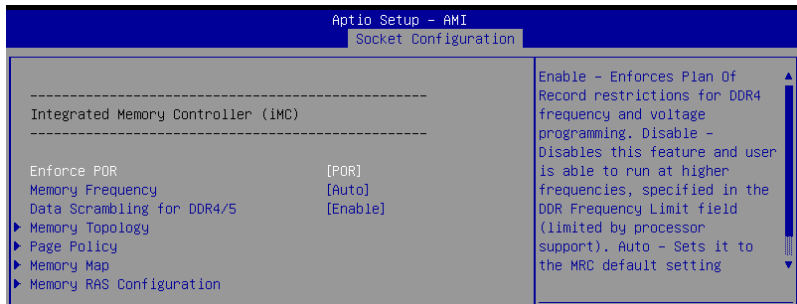 Aptio Setup – AMI
Socket Configuration
------------------------------------------------
Integrated Memory Controller (iMC)
------------------------------------------------
Enforce POR [POR]
Memory Frequency [Auto]
Data Scrambling for DDR4/5 [Enable]
Memory Topology
Page Policy
Memory Map
Memory RAS Configuration
Enable – Enforces Plan Of
Record restrictions for DDR4
frequency and voltage
programming. Disable –
Disables this feature and user
is able to run at higher
frequencies, specified in the
DDR Frequency Limit field
(limited by processor
support). Auto – Sets it to
the MRC default setting